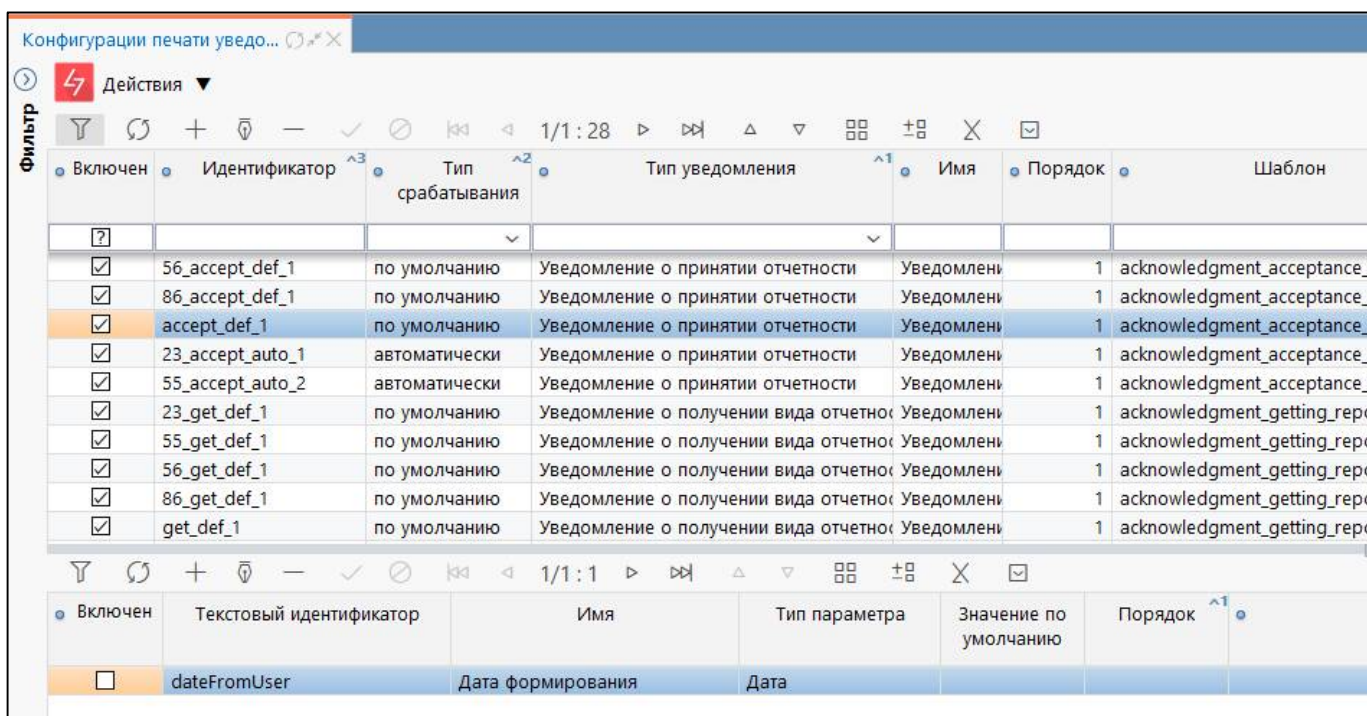 Конфигурации печати уведо...
Фильтр
Действия ▼
1/1 : 28
Включен Идентификатор ^3 Тип срабатывания ^2 Тип уведомления ^1 Имя Порядок Шаблон
?
56_accept_def_1 по умолчанию Уведомление о принятии отчетности Уведомлени 1 acknowledgment_acceptance_
86_accept_def_1 по умолчанию Уведомление о принятии отчетности Уведомлени 1 acknowledgment_acceptance_
accept_def_1 по умолчанию Уведомление о принятии отчетности Уведомлени 1 acknowledgment_acceptance_
23_accept_auto_1 автоматически Уведомление о принятии отчетности Уведомлени 1 acknowledgment_acceptance_
55_accept_auto_2 автоматически Уведомление о принятии отчетности Уведомлени 1 acknowledgment_acceptance_
23_get_def_1 по умолчанию Уведомление о получении вида отчетно Уведомлени 1 acknowledgment_getting_repo
55_get_def_1 по умолчанию Уведомление о получении вида отчетно Уведомлени 1 acknowledgment_getting_repo
56_get_def_1 по умолчанию Уведомление о получении вида отчетно Уведомлени 1 acknowledgment_getting_repo
86_get_def_1 по умолчанию Уведомление о получении вида отчетно Уведомлени 1 acknowledgment_getting_repo
get_def_1 по умолчанию Уведомление о получении вида отчетно Уведомлени 1 acknowledgment_getting_repo
1/1 : 1
Включен Текстовый идентификатор Имя Тип параметра Значение по умолчанию Порядок ^1
dateFromUser Дата формирования Дата